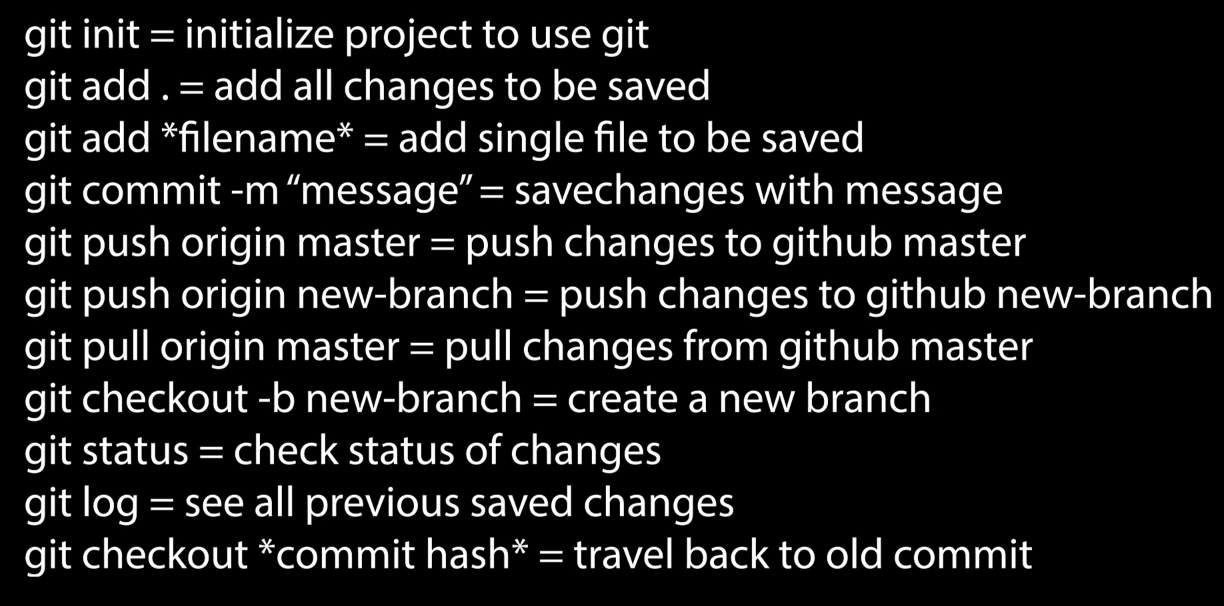 git init = initialize project to use git
git add . = add all changes to be saved
git add *filename* = add single file to be saved
git commit -m “message” = savechanges with message
git push origin master = push changes to github master
git push origin new-branch = push changes to github new-branch
git pull origin master = pull changes from github master
git checkout -b new-branch = create a new branch
git status = check status of changes
git log = see all previous saved changes
git checkout *commit hash* = travel back to old commit